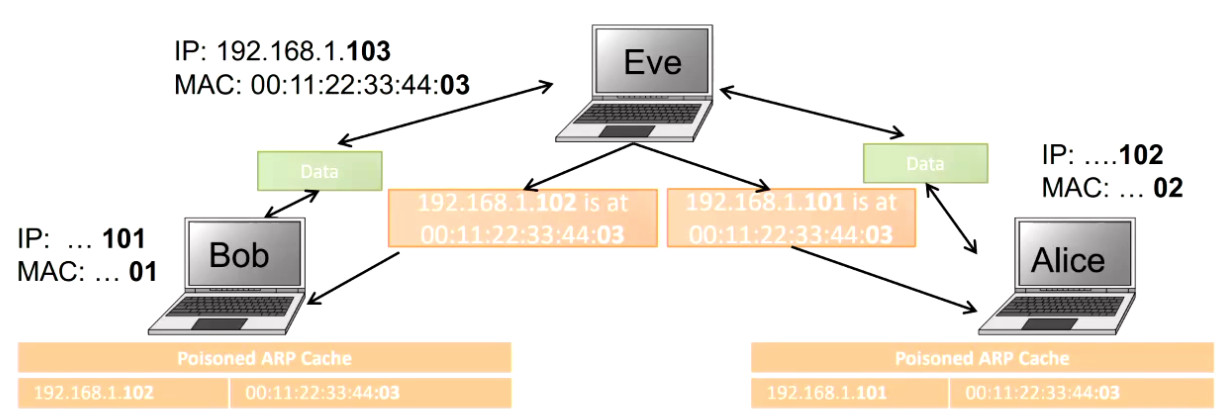 IP: 192.168.1.103
MAC: 00:11:22:33:44:03
Eve
Data
Data
IP: ....102
MAC: ... 02
192.168.1.102 is at
00:11:22:33:44:03
192.168.1.101 is at
00:11:22:33:44:03
IP: ... 101
MAC: ... 01
Bob
Alice
Poisoned ARP Cache
192.168.1.102 00:11:22:33:44:03
Poisoned ARP Cache
192.168.1.101 00:11:22:33:44:03